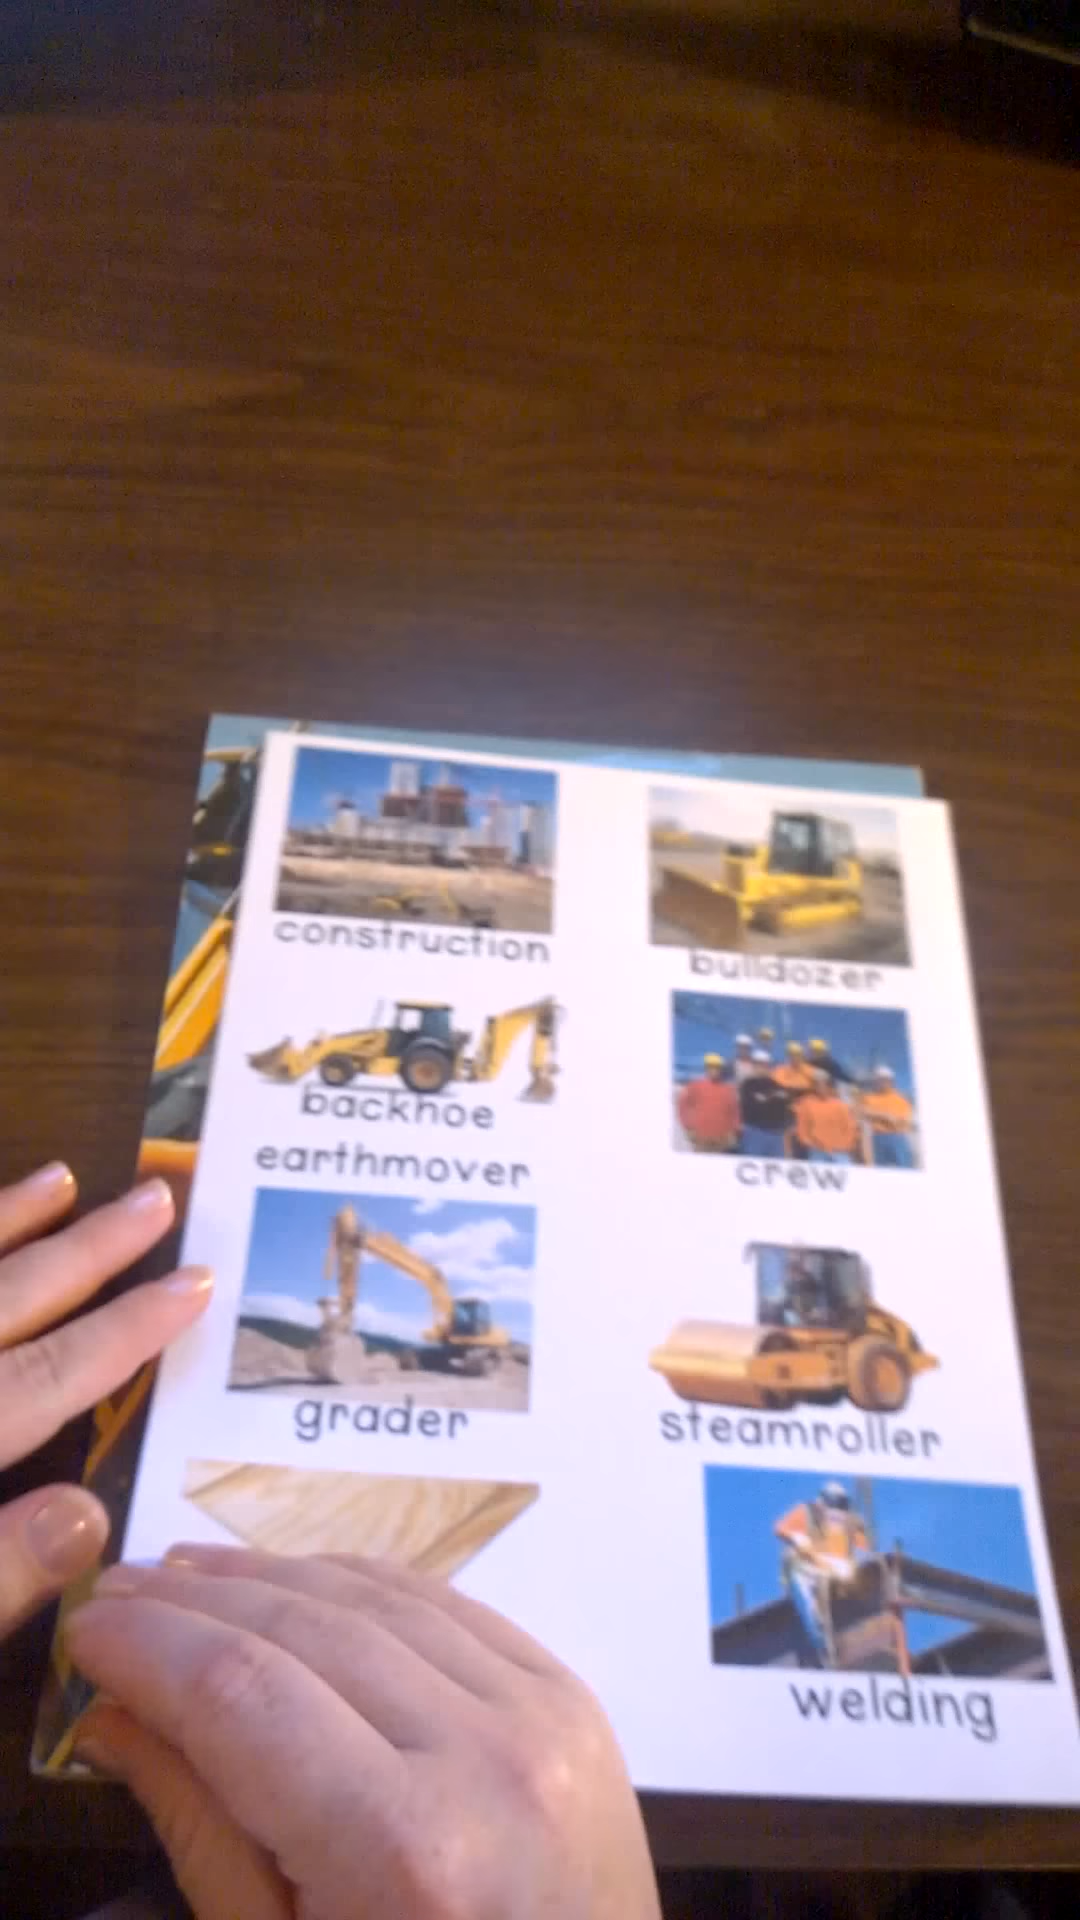 construction
bulldozer
backhoe
earthmover
crew
grader
steamroller
welding